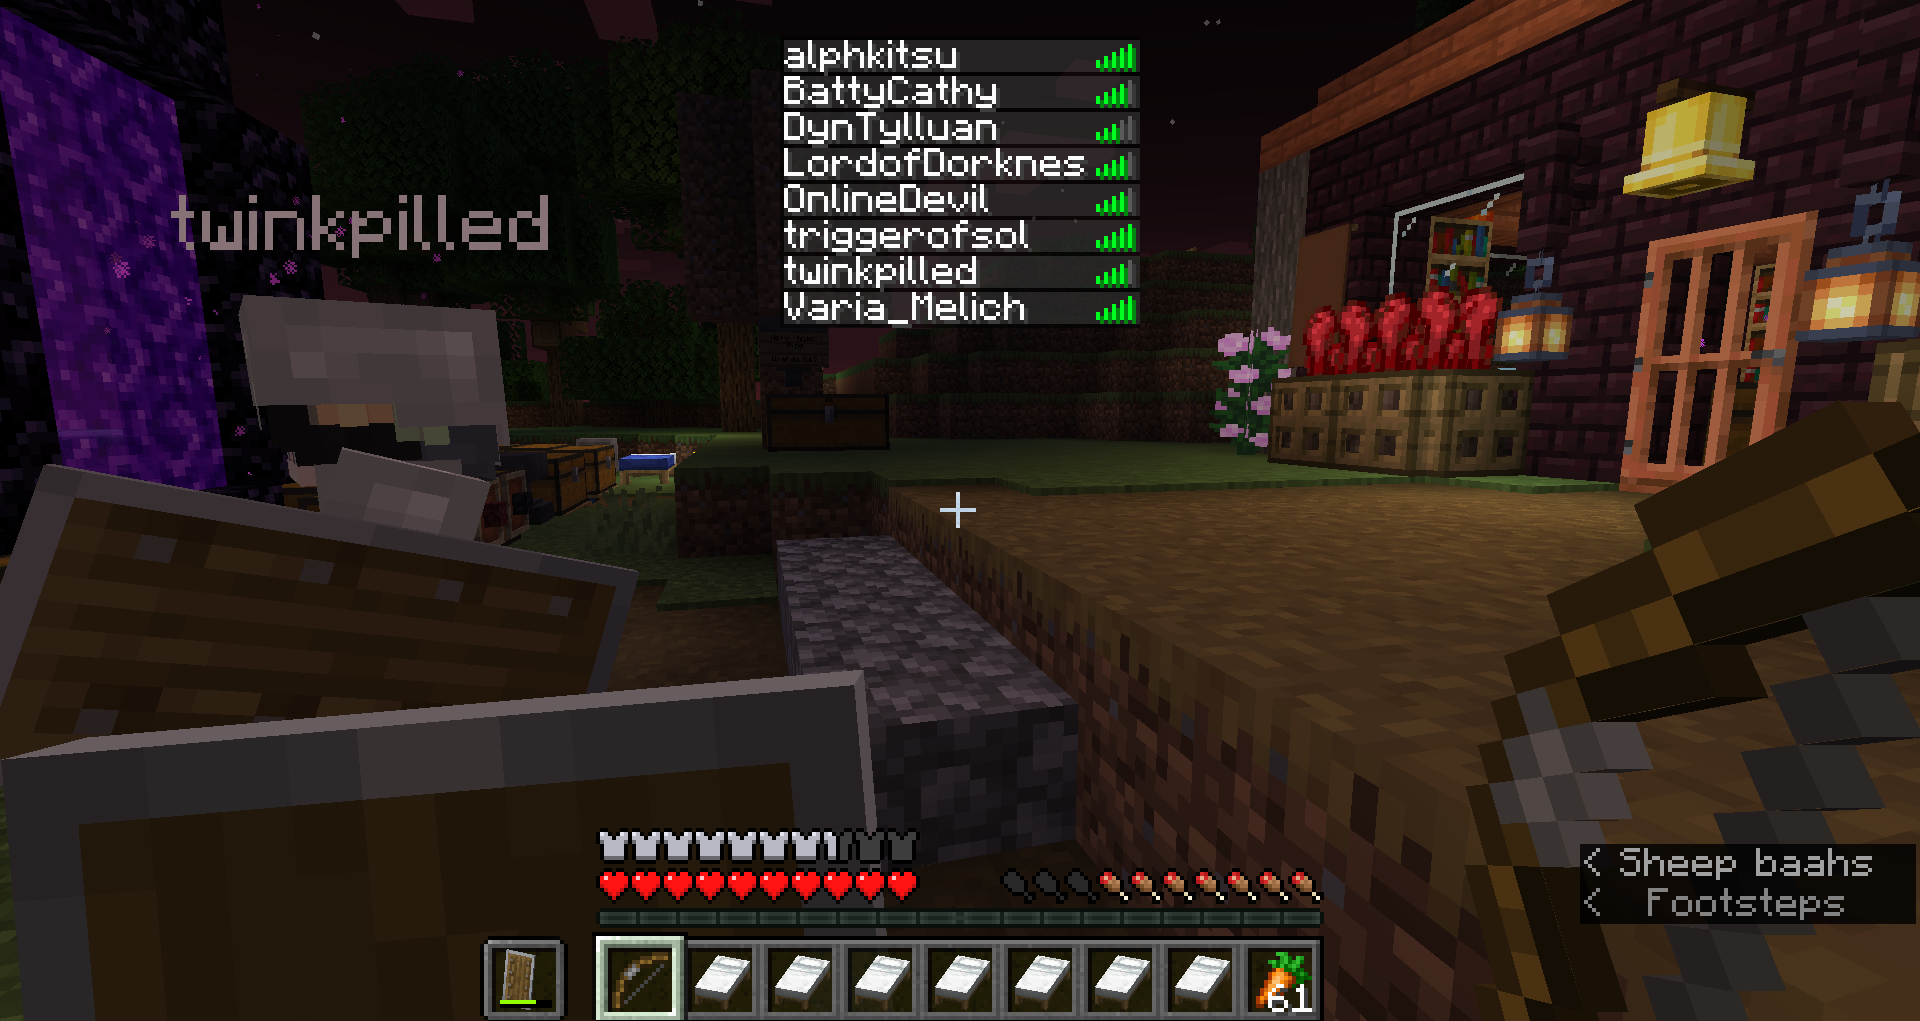 alphkitsu
BattyCathy
DynTylluan
LordofDorknes
OnlineDevil
triggerofsol
twinkpilled
Varia_Melich
twinkpilled
< Sheep baahs
< Footsteps
61